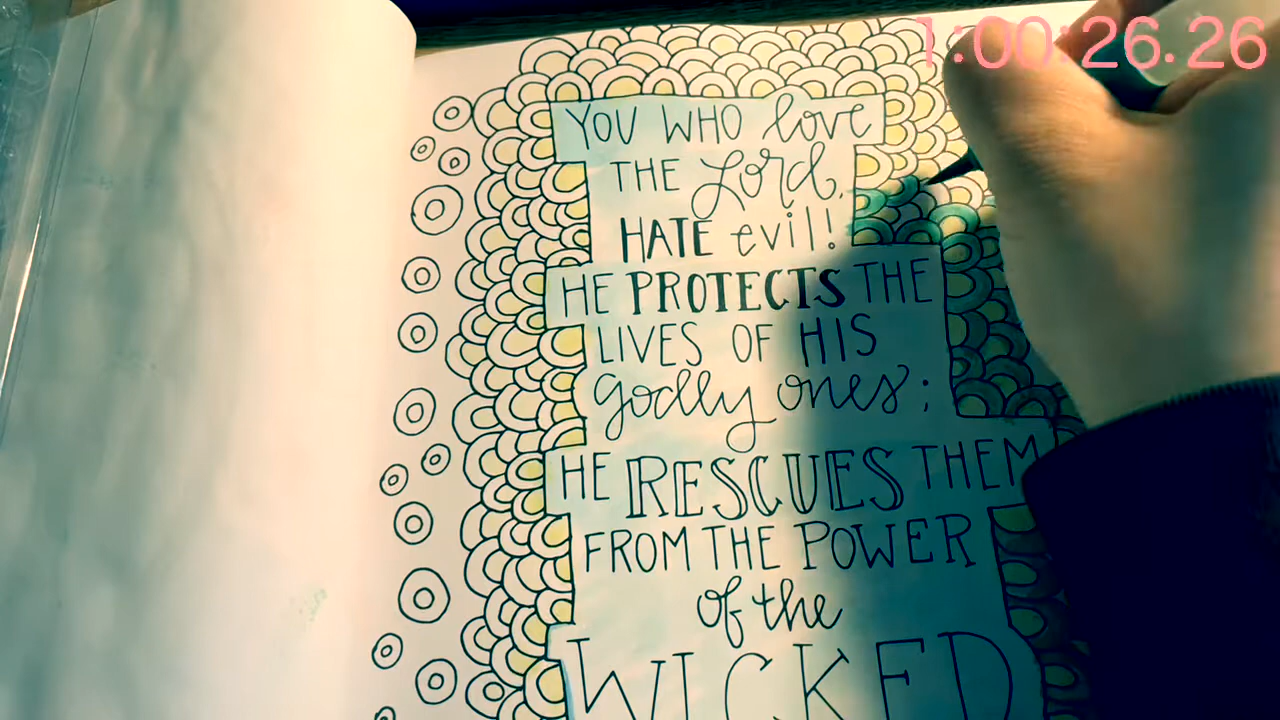 1:00:26.26
YOU WHO love
THE Lord,
HATE evil!
HE PROTECTS THE
LIVES OF HIS
godly ones;
HE RESCUES THEM
FROM THE POWER
of the
WICKED